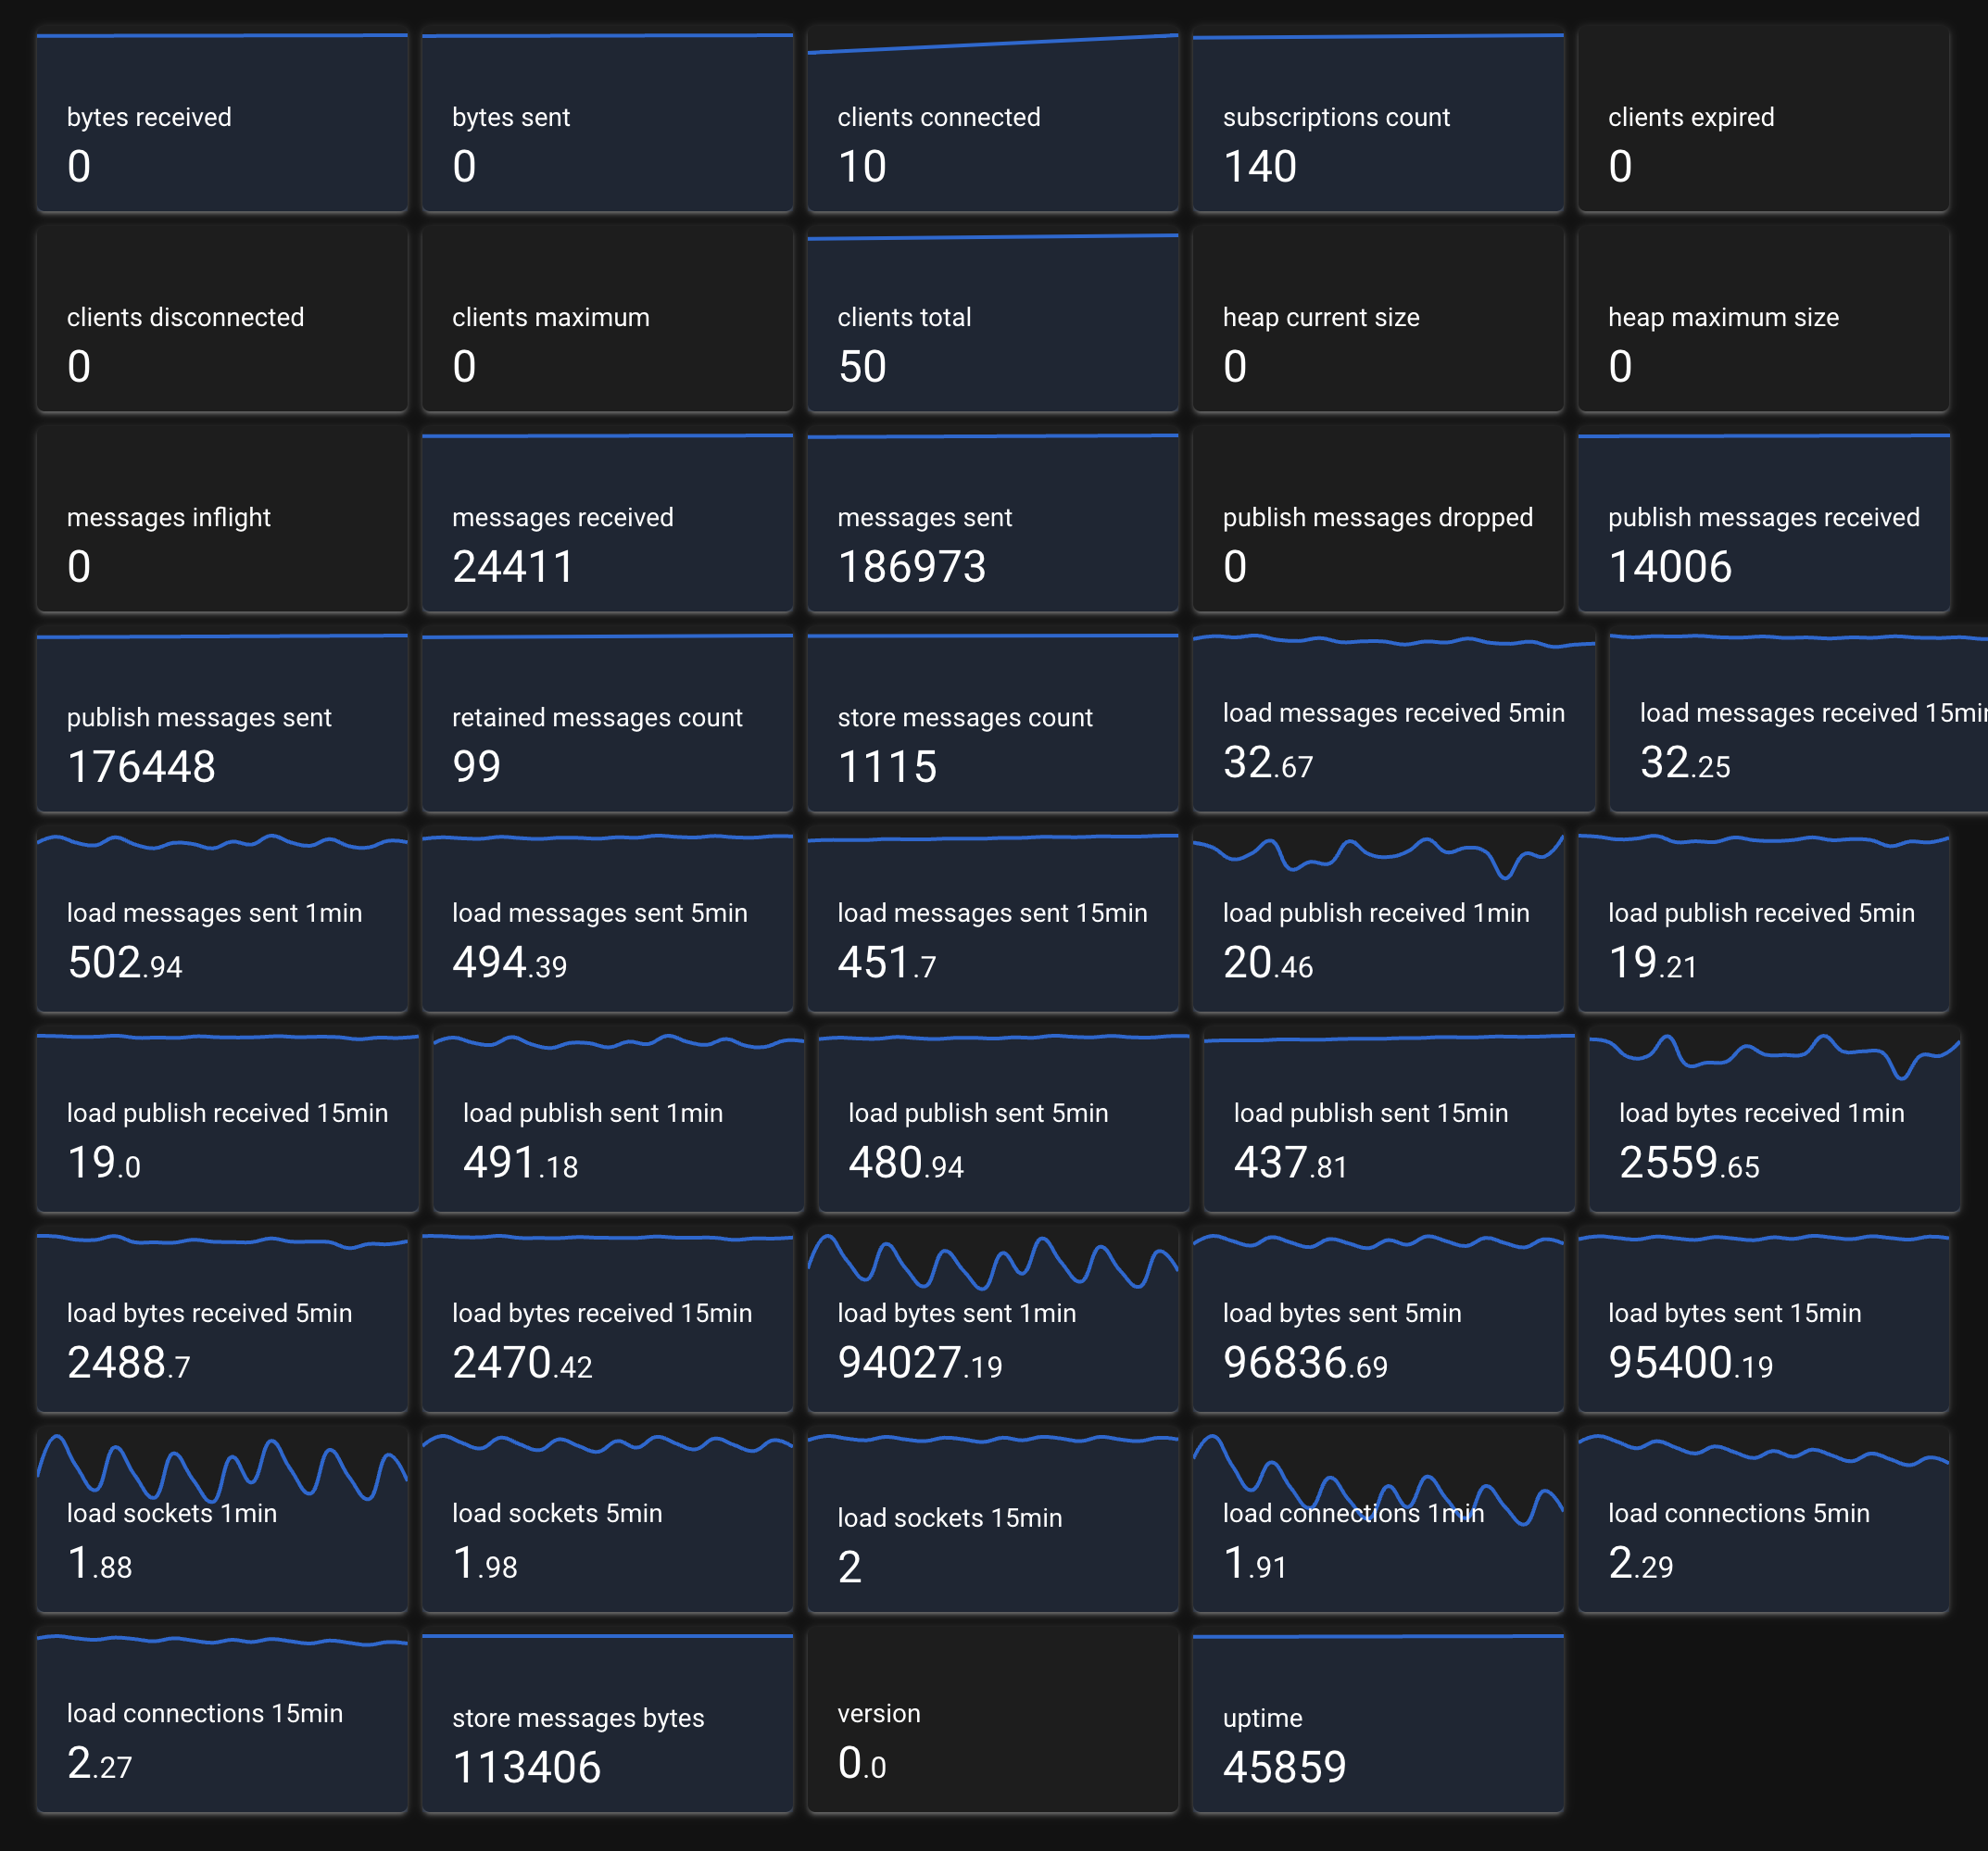 bytes received
0
bytes sent
0
clients connected
10
subscriptions count
140
clients expired
0
clients disconnected
0
clients maximum
0
clients total
50
heap current size
0
heap maximum size
0
messages inflight
0
messages received
24411
messages sent
186973
publish messages dropped
0
publish messages received
14006
publish messages sent
176448
retained messages count
99
store messages count
1115
load messages received 5min
32.67
load messages received 15min
32.25
load messages sent 1min
502.94
load messages sent 5min
494.39
load messages sent 15min
451.7
load publish received 1min
20.46
load publish received 5min
19.21
load publish received 15min
19.0
load publish sent 1min
491.18
load publish sent 5min
480.94
load publish sent 15min
437.81
load bytes received 1min
2559.65
load bytes received 5min
2488.7
load bytes received 15min
2470.42
load bytes sent 1min
94027.19
load bytes sent 5min
96836.69
load bytes sent 15min
95400.19
load sockets 1min
1.88
load sockets 5min
1.98
load sockets 15min
2
load connections 1min
1.91
load connections 5min
2.29
load connections 15min
2.27
store messages bytes
113406
version
0.0
uptime
45859